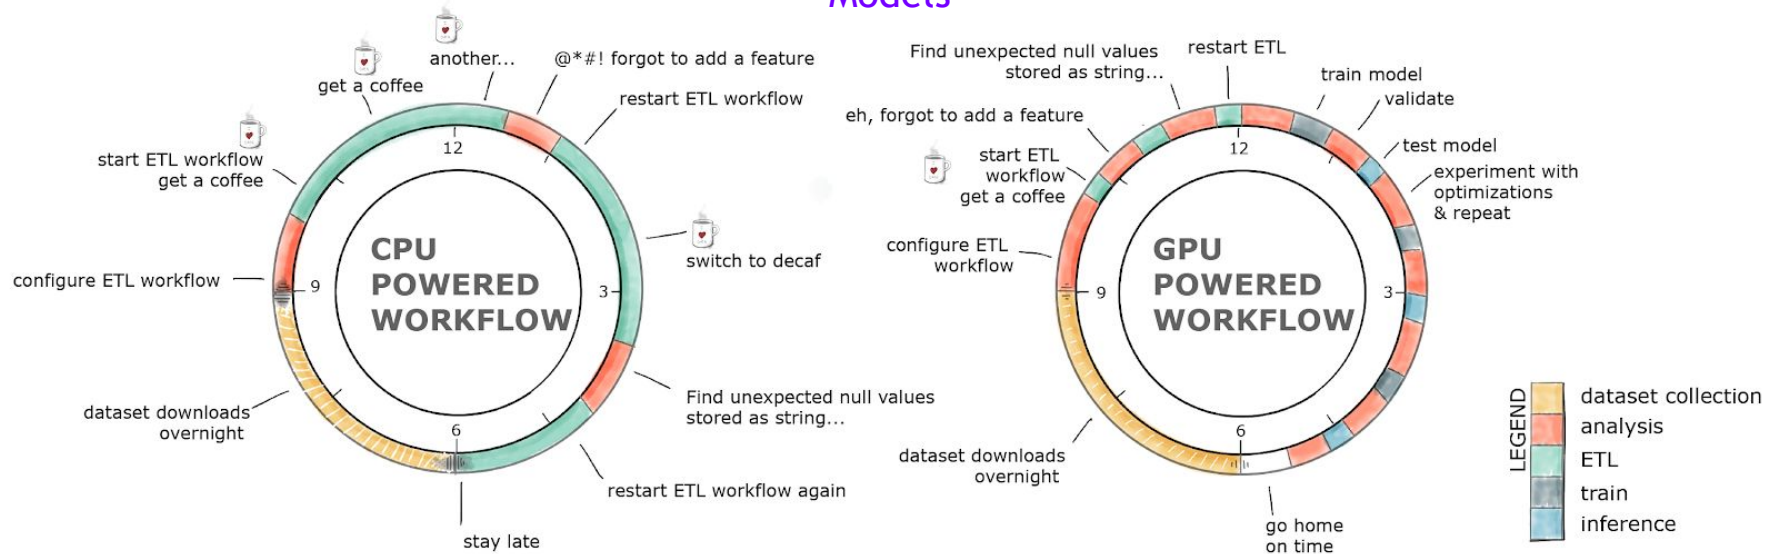 Models
another...
get a coffee
@*#! forgot to add a feature
restart ETL workflow
start ETL workflow
get a coffee
12
CPU
POWERED
WORKFLOW
9
3
6
switch to decaf
configure ETL workflow
dataset downloads
overnight
Find unexpected null values
stored as string...
restart ETL workflow again
stay late
Find unexpected null values
stored as string...
restart ETL
train model
validate
eh, forgot to add a feature
test model
start ETL
workflow
get a coffee
experiment with
optimizations
& repeat
configure ETL
workflow
12
GPU
POWERED
WORKFLOW
9
3
6
dataset downloads
overnight
go home
on time
LEGEND
dataset collection
analysis
ETL
train
inference